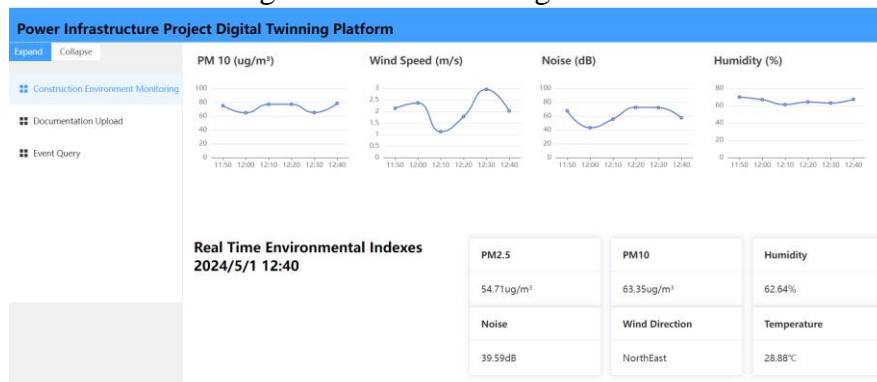 Power Infrastructure Project Digital Twinning Platform
Expand Collapse
Construction Environment Monitoring
Documentation Upload
Event Query
PM 10 (ug/m³)
100
80
60
40
20
0
11:50 12:00 12:10 12:20 12:30 12:40
Wind Speed (m/s)
3
2.5
2
1.5
1
0.5
0
11:50 12:00 12:10 12:20 12:30 12:40
Noise (dB)
100
80
60
40
20
0
11:50 12:00 12:10 12:20 12:30 12:40
Humidity (%)
80
60
40
20
0
11:50 12:00 12:10 12:20 12:30 12:40
Real Time Environmental Indexes
2024/5/1 12:40
PM2.5
54.71ug/m³
PM10
63.35ug/m³
Humidity
62.64%
Noise
39.59dB
Wind Direction
NorthEast
Temperature
28.88℃